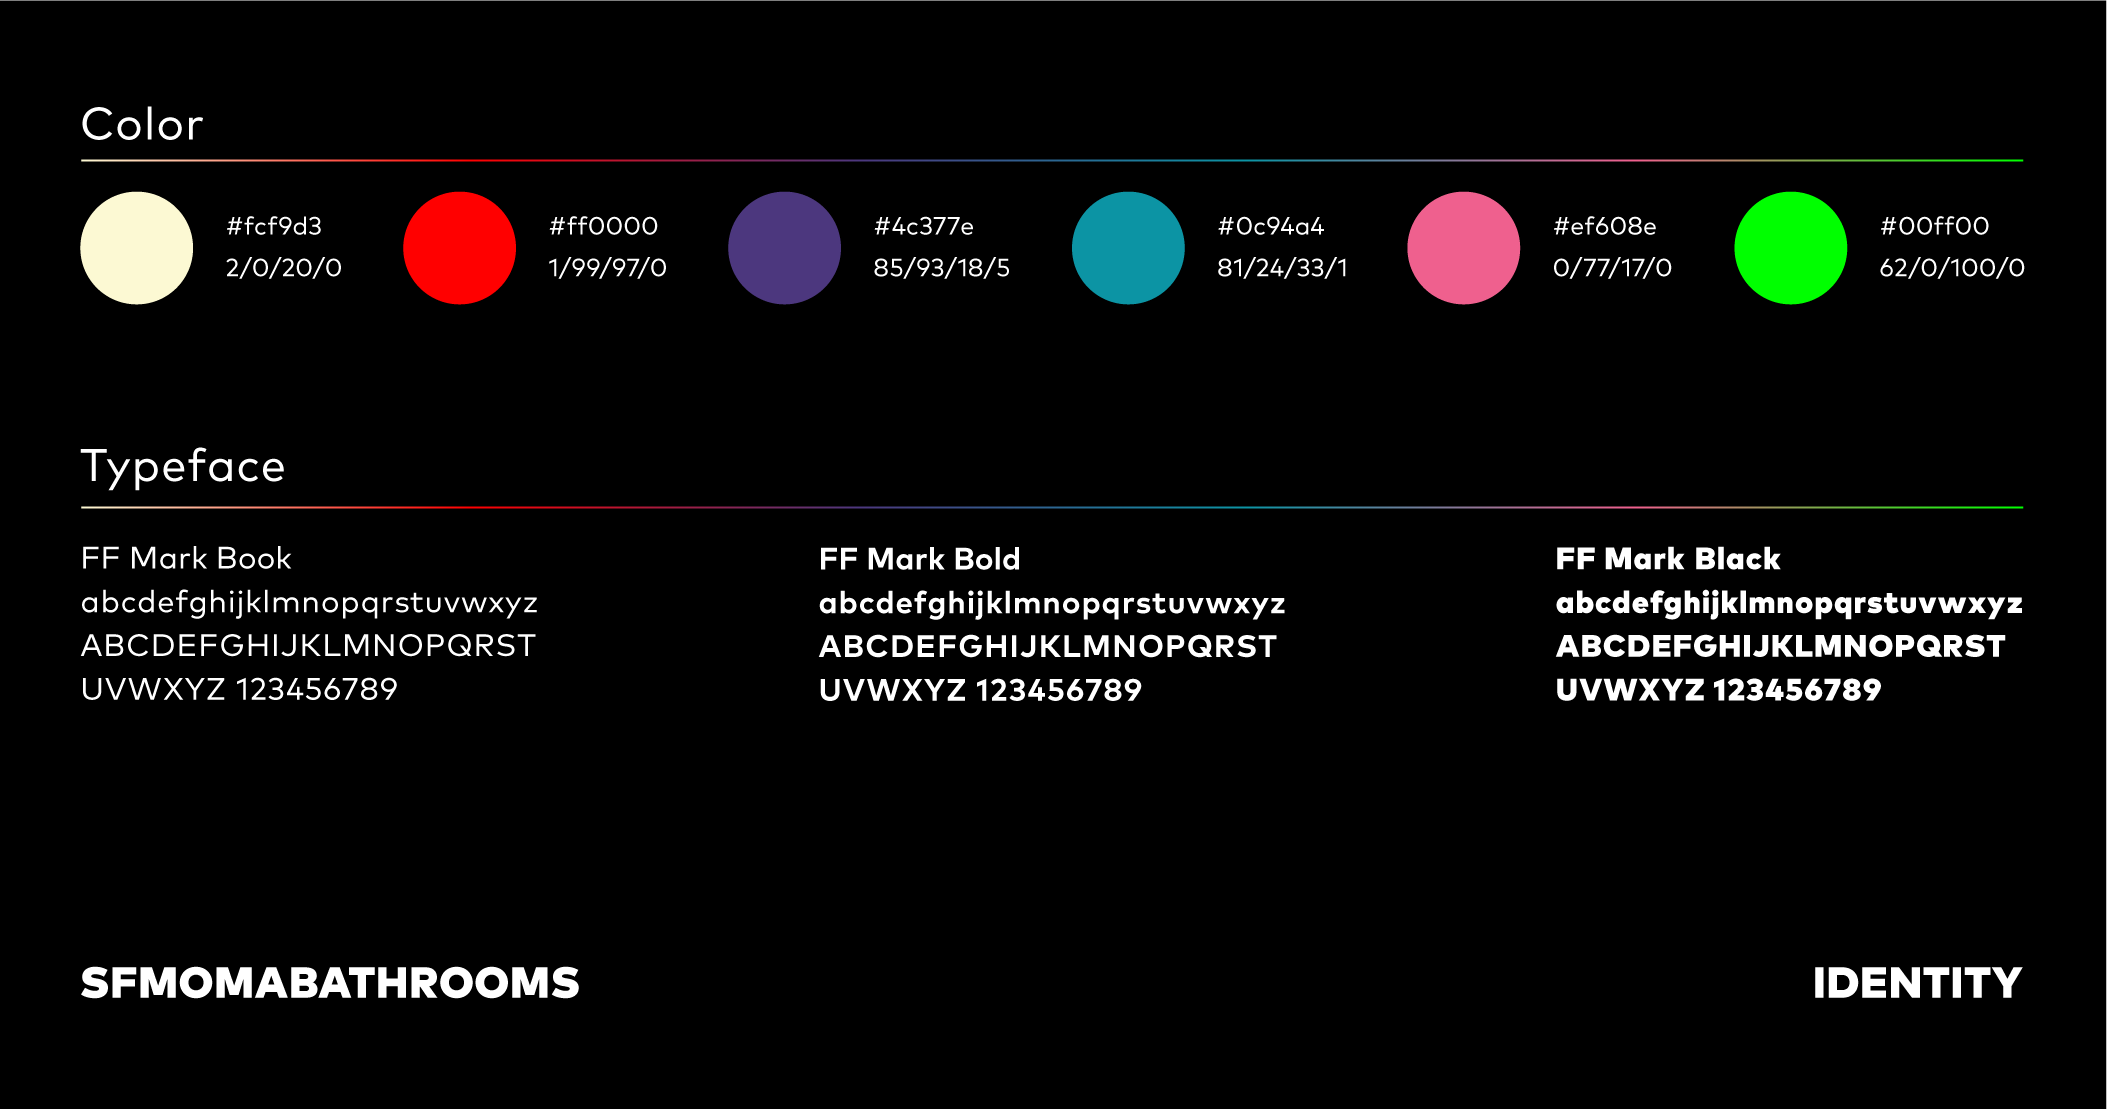 Color
#fcf9d3
2/0/20/0
#ff0000
1/99/97/0
#4c377e
85/93/18/5
#0c94a4
81/24/33/1
#ef608e
0/77/17/0
#00ff00
62/0/100/0
Typeface
FF Mark Book
abcdefghijklmnopqrstuvwxyz
ABCDEFGHIJKLMNOPQRST
UVWXYZ 123456789
FF Mark Bold
abcdefghijklmnopqrstuvwxyz
ABCDEFGHIJKLMNOPQRST
UVWXYZ 123456789
FF Mark Black
abcdefghijklmnopqrstuvwxyz
ABCDEFGHIJKLMNOPQRST
UVWXYZ 123456789
SFMOMABATHROOMS
IDENTITY